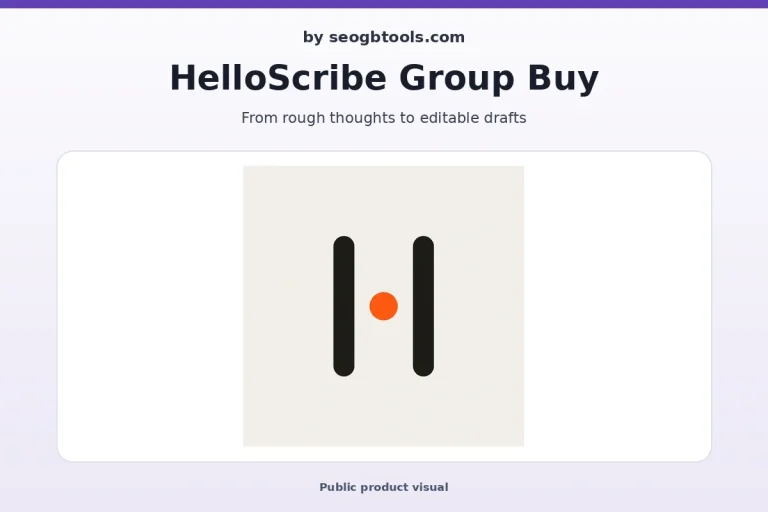 by seogbtools.com
HelloScribe Group Buy
From rough thoughts to editable drafts
Public product visual